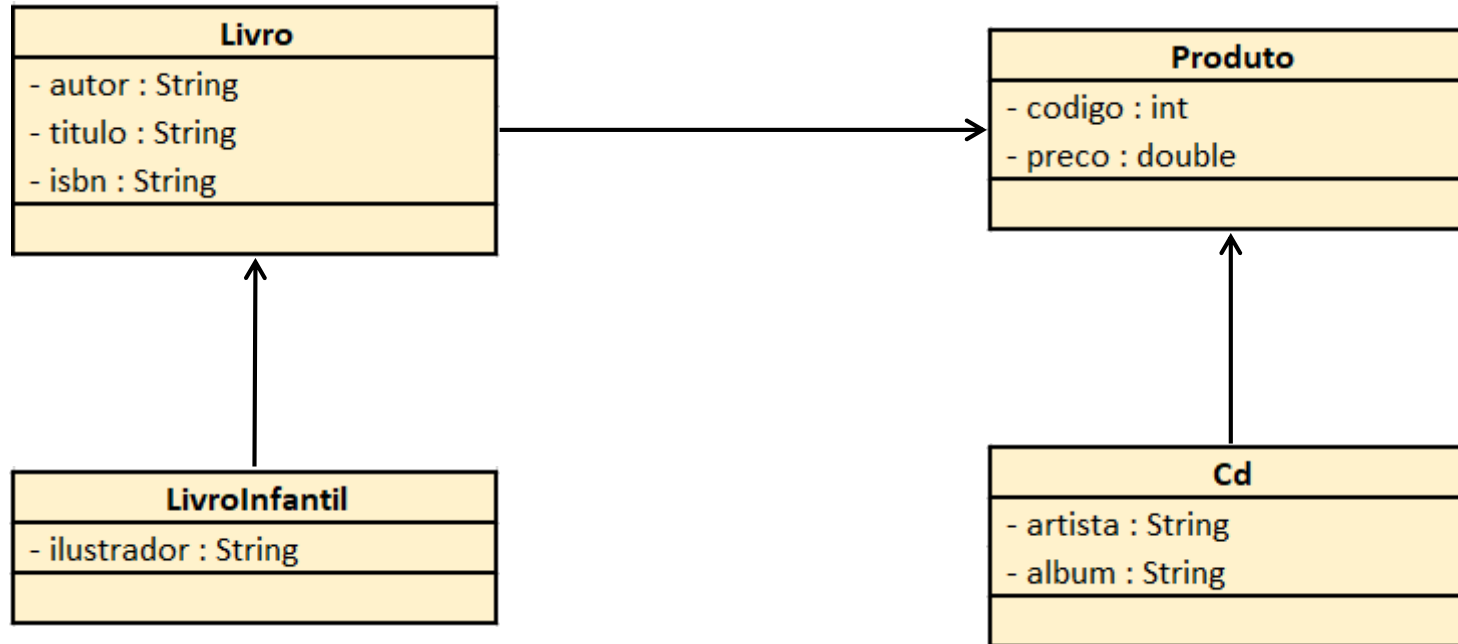 Livro
- autor : String
- titulo : String
- isbn : String
Produto
- codigo : int
- preco : double
LivroInfantil
- ilustrador : String
Cd
- artista : String
- album : String